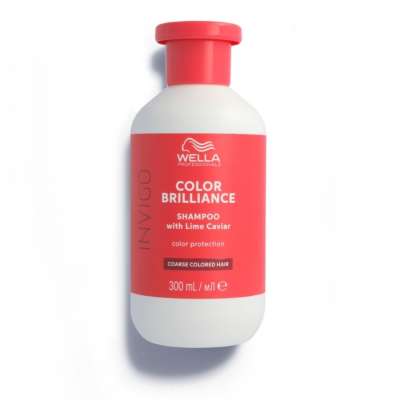 WELLA
PROFESSIONALS
INVIGO
COLOR
BRILLIANCE
SHAMPOO
with Lime Caviar
color protection
COARSE COLORED HAIR
300 mL / мЛ ℮